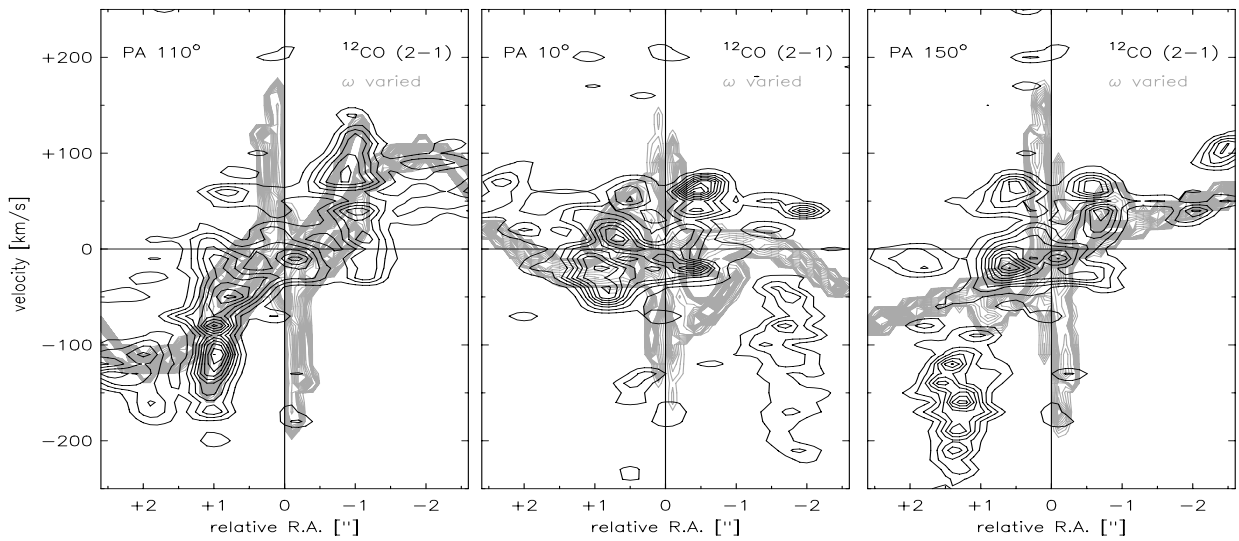 PA 110° ¹²CO (2−1) PA 10° ¹²CO (2−1) PA 150° ¹²CO (2−1)
ω varied ω varied ω varied
velocity [km/s]
+200
+100
0
−100
−200
+2 +1 0 −1 −2 +2 +1 0 −1 −2 +2 +1 0 −1 −2
relative R.A. ["] relative R.A. ["] relative R.A. ["]